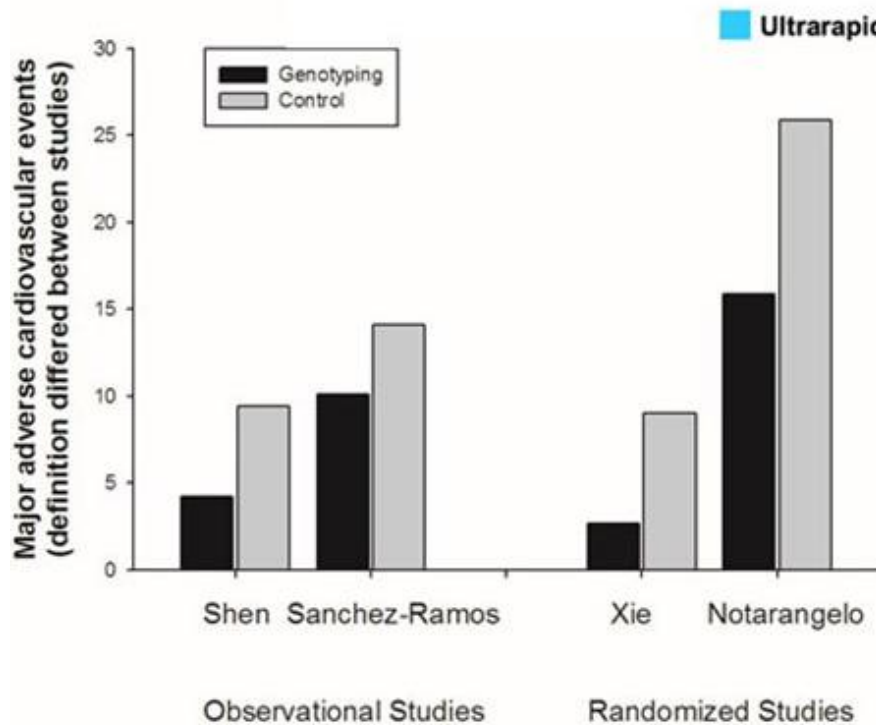 Major adverse cardiovascular events
(definition differed between studies)
30
25
20
15
10
5
0
Genotyping
Control
Shen Sanchez-Ramos Xie Notarangelo
Observational Studies Randomized Studies